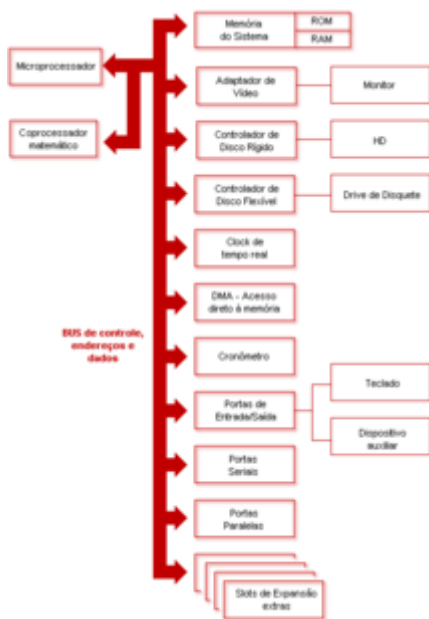 Memória
do Sistema
ROM
RAM
Microprocessador
Adaptador de
Vídeo
Monitor
Coprocessador
matemático
Controlador de
Disco Rígido
HD
Controlador de
Disco Flexível
Drive de Disquete
Clock de
tempo real
DMA - Acesso
direto à memória
BUS de controle,
endereços e
dados
Cronômetro
Teclado
Portas de
Entrada/Saída
Dispositivo
auxiliar
Portas
Seriais
Portas
Paralelas
Slots de Expansão
extras